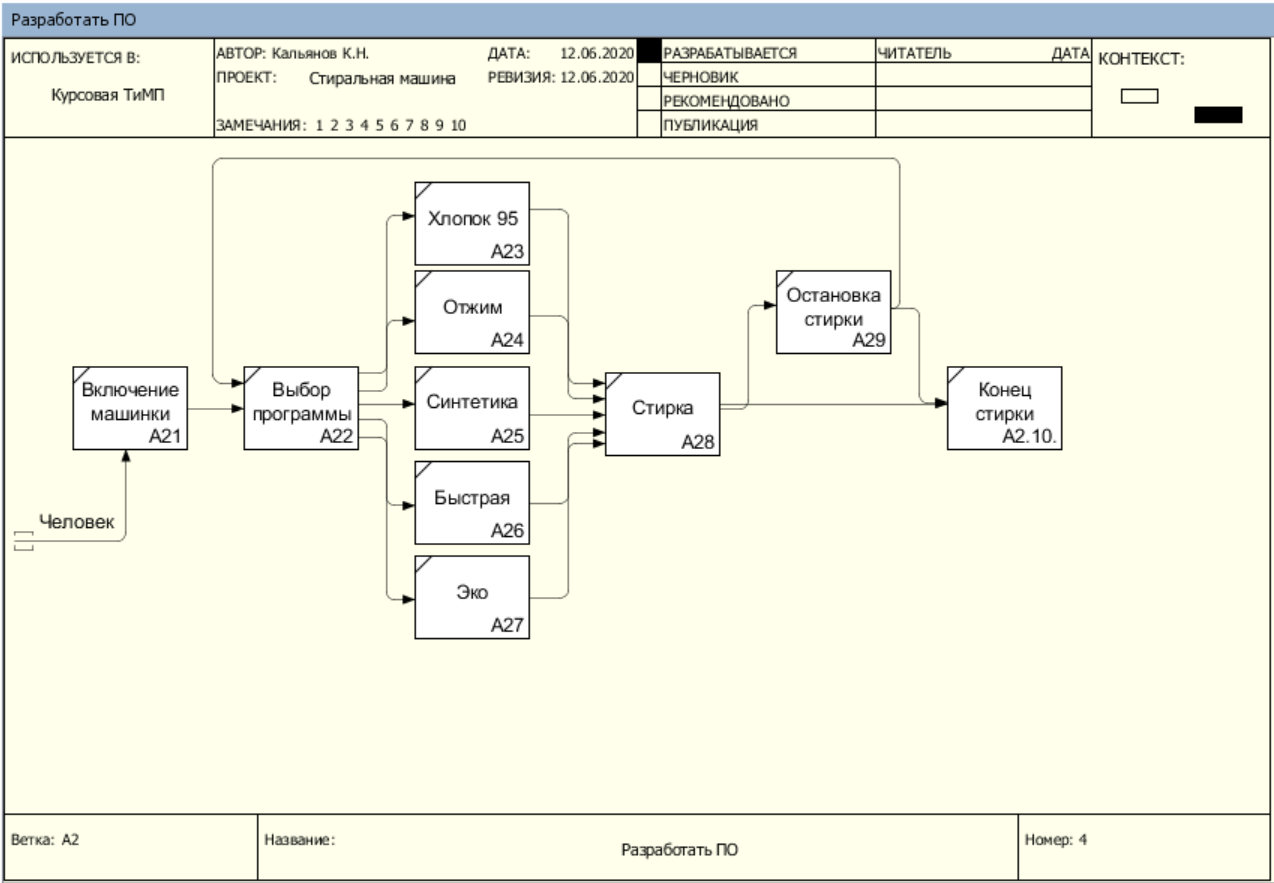 Разработать ПО
ИСПОЛЬЗУЕТСЯ В:
Курсовая ТиМП
АВТОР: Кальянов К.Н.
ДАТА: 12.06.2020
ПРОЕКТ: Стиральная машина
РЕВИЗИЯ: 12.06.2020
ЗАМЕЧАНИЯ: 1 2 3 4 5 6 7 8 9 10
РАЗРАБАТЫВАЕТСЯ
ЧЕРНОВИК
РЕКОМЕНДОВАНО
ПУБЛИКАЦИЯ
ЧИТАТЕЛЬ ДАТА
КОНТЕКСТ:
Хлопок 95
A23
Отжим
A24
Остановка
стирки
A29
Включение
машинки
A21
Выбор
программы
A22
Синтетика
A25
Стирка
A28
Конец
стирки
A2.10.
Быстрая
A26
Человек
Эко
A27
Ветка: A2
Название:
Разработать ПО
Номер: 4